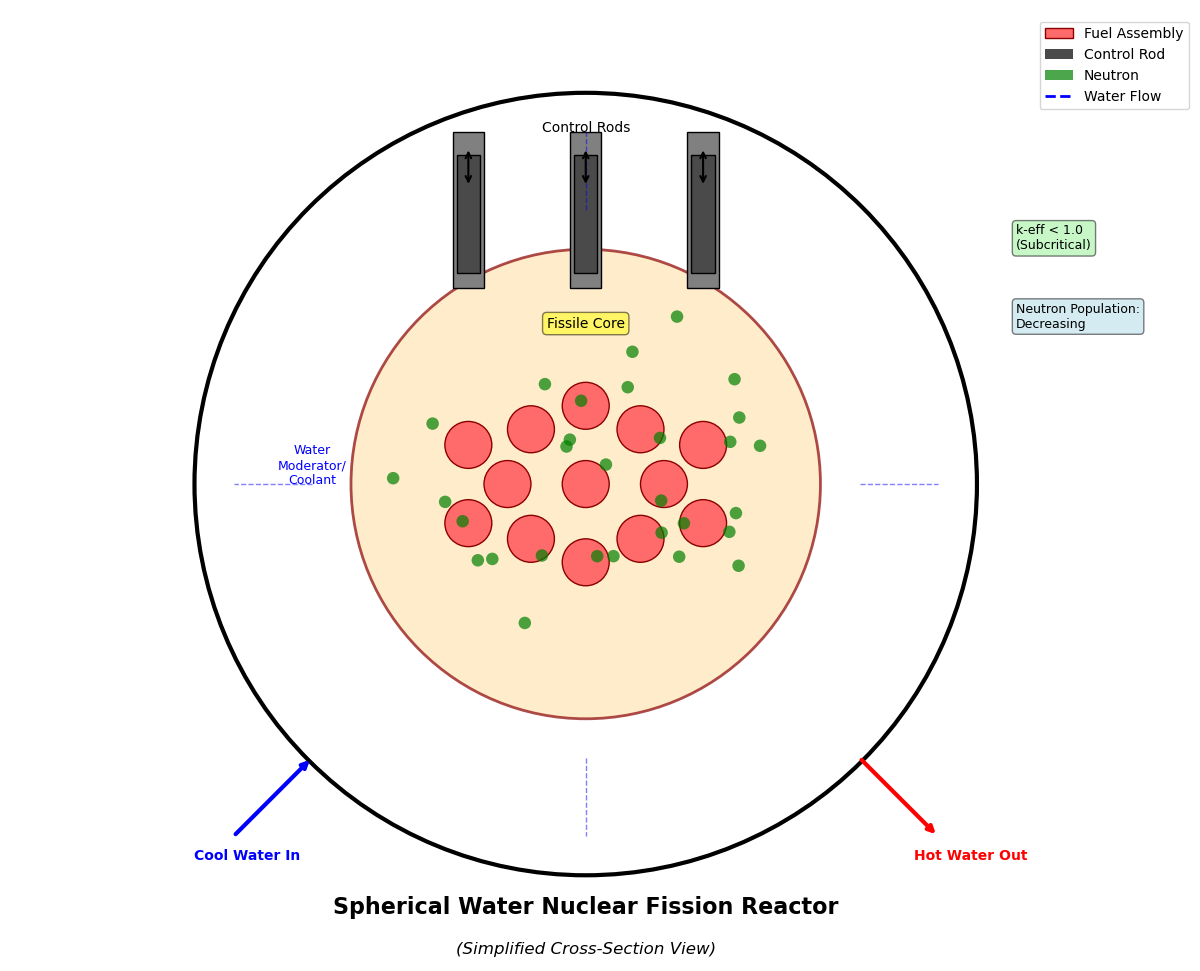 Fuel Assembly
Control Rod
Neutron
Water Flow
Control Rods
k-eff < 1.0
(Subcritical)
Neutron Population:
Decreasing
Fissile Core
Water
Moderator/
Coolant
Cool Water In
Hot Water Out
Spherical Water Nuclear Fission Reactor
(Simplified Cross-Section View)